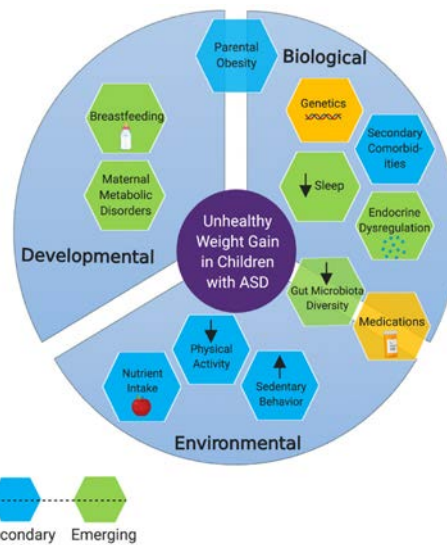 Parental
Obesity
Biological
Genetics
Breastfeeding
Secondary
Comorbid-
ities
Sleep
Maternal
Metabolic
Disorders
Endocrine
Dysregulation
Unhealthy
Weight Gain
in Children
with ASD
Developmental
Gut Microbiota
Diversity
Medications
Physical
Activity
Nutrient
Intake
Sedentary
Behavior
Environmental
condary
Emerging